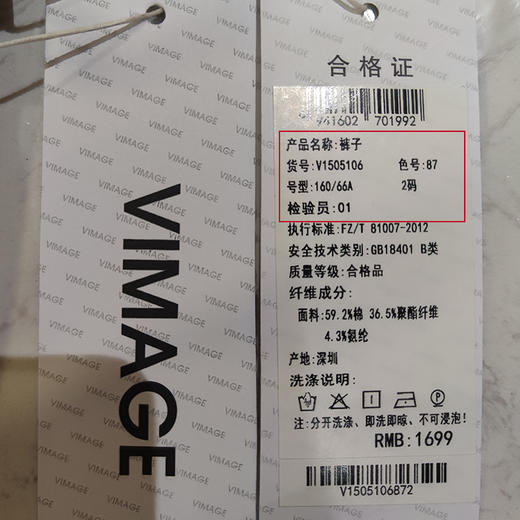 VIMAGE
合格证
941602 701992
产品名称:裤子
货号:V1505106 色号:87
号型:160/66A 2码
检验员:01
执行标准:FZ/T 81007-2012
安全技术类别:GB18401 B类
质量等级:合格品
纤维成分:
面料:59.2%棉 36.5%聚酯纤维
4.3%氨纶
产地:深圳
洗涤说明:
注:分开洗涤、即洗即晾、不可浸泡!
RMB:1699
V1505106872